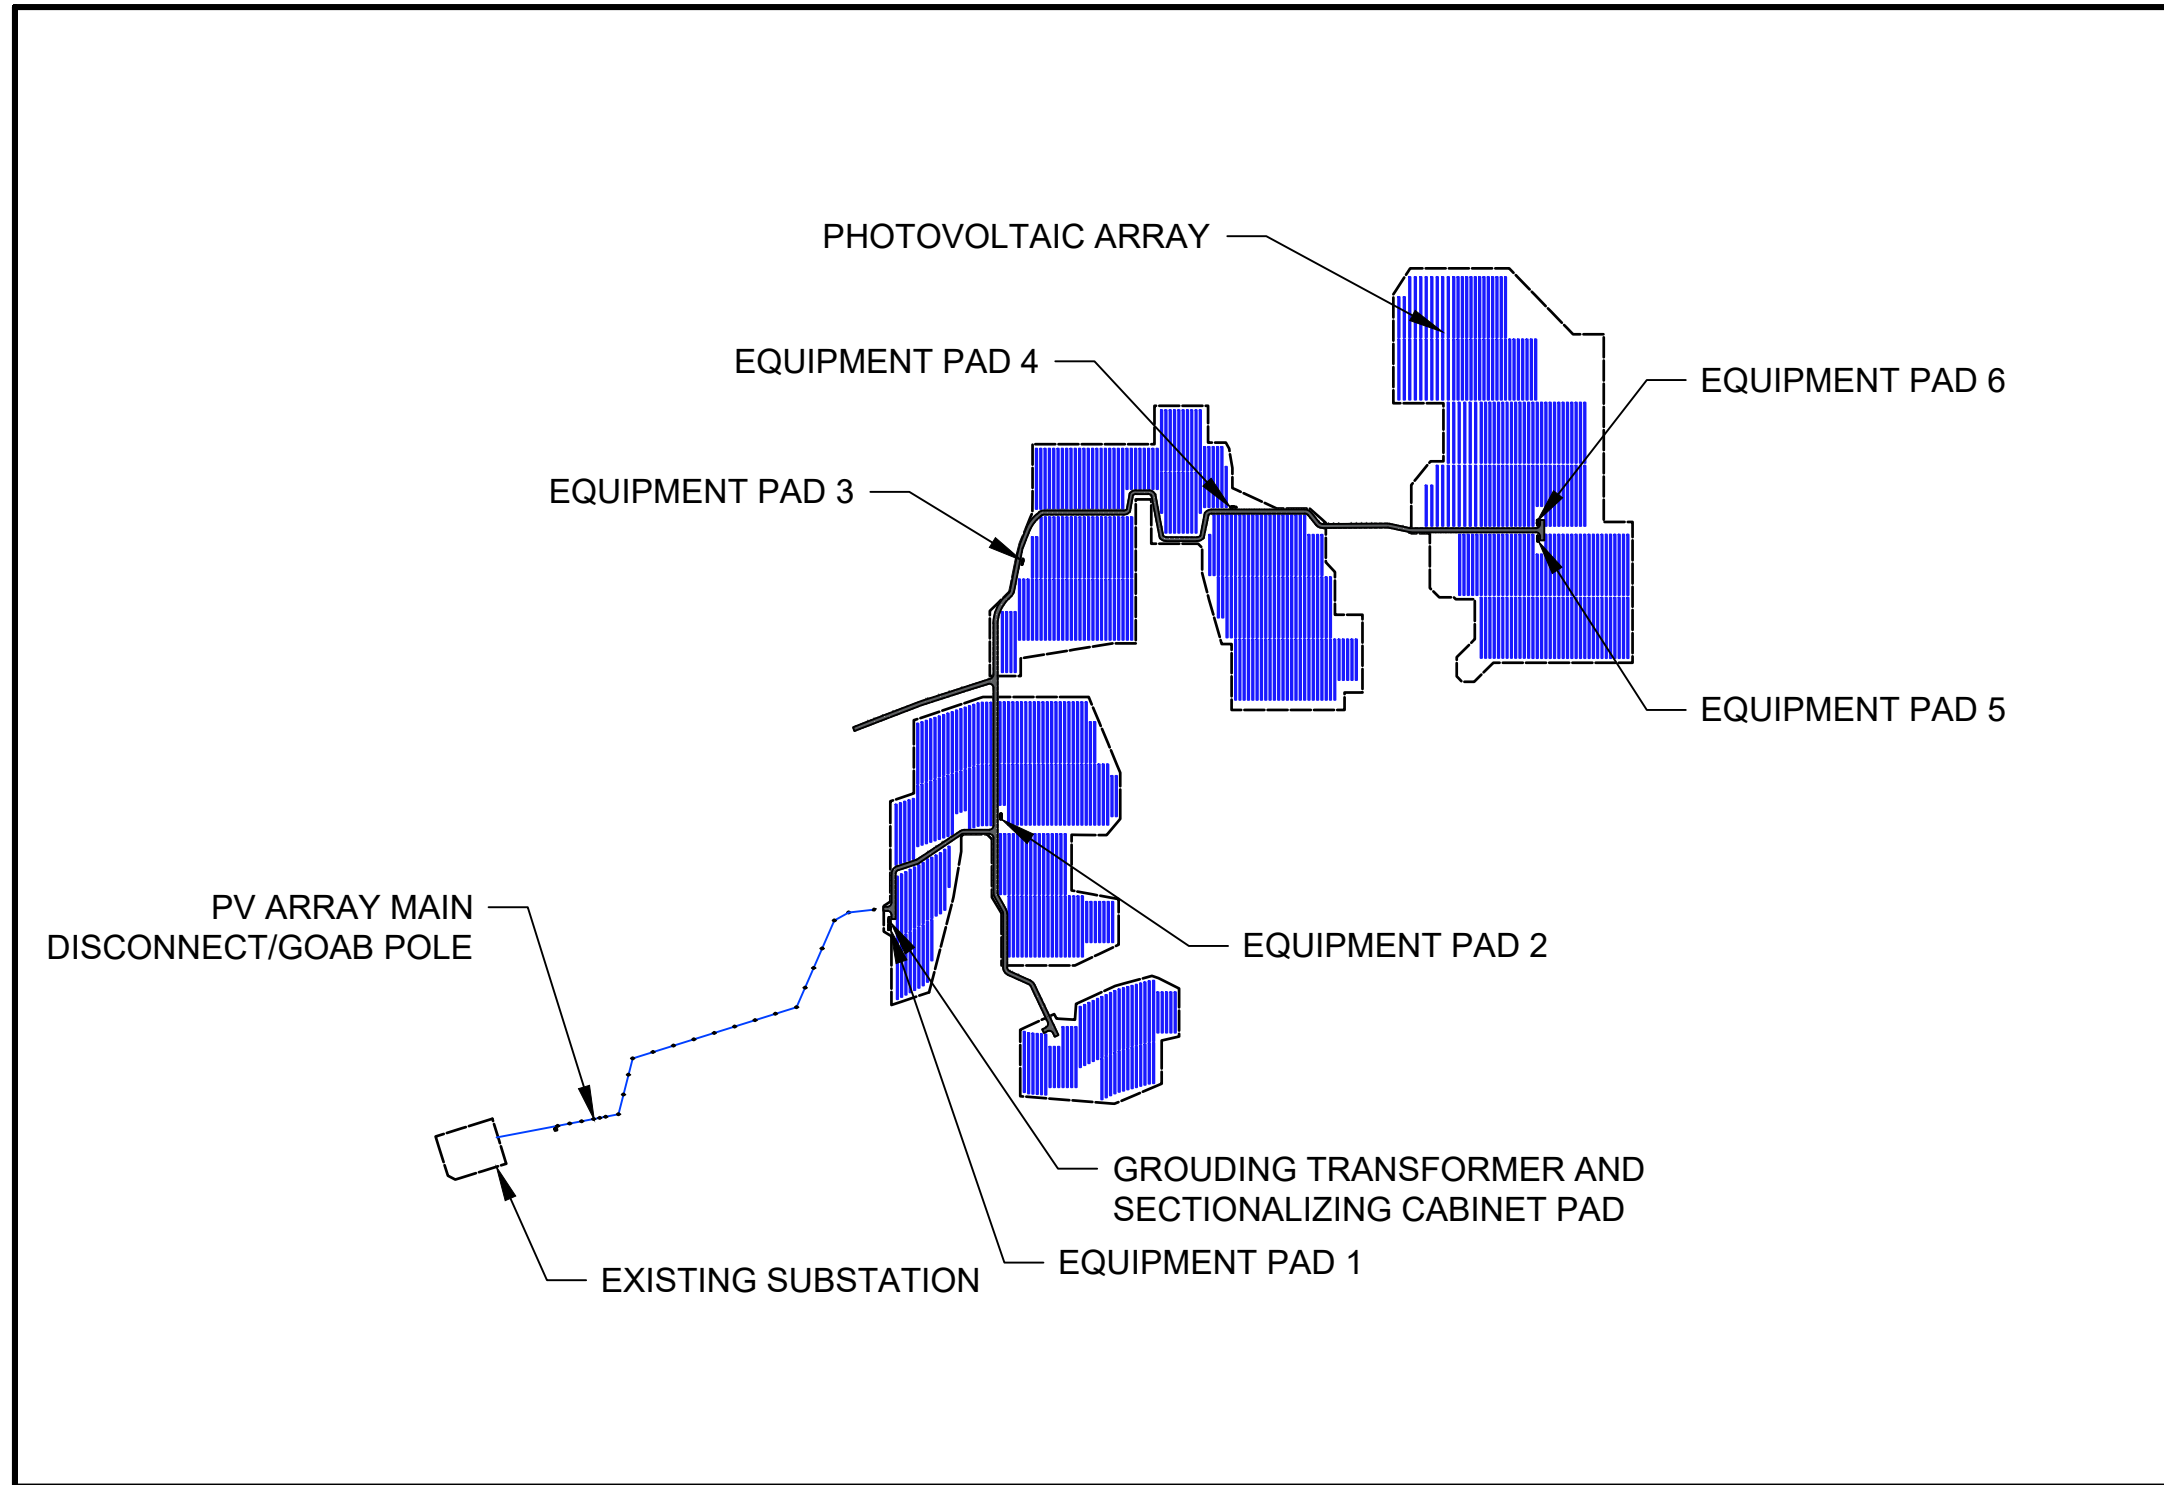 PHOTOVOLTAIC ARRAY
EQUIPMENT PAD 4
EQUIPMENT PAD 6
EQUIPMENT PAD 3
EQUIPMENT PAD 5
PV ARRAY MAIN
DISCONNECT/GOAB POLE
EQUIPMENT PAD 2
GROUDING TRANSFORMER AND
SECTIONALIZING CABINET PAD
EQUIPMENT PAD 1
EXISTING SUBSTATION